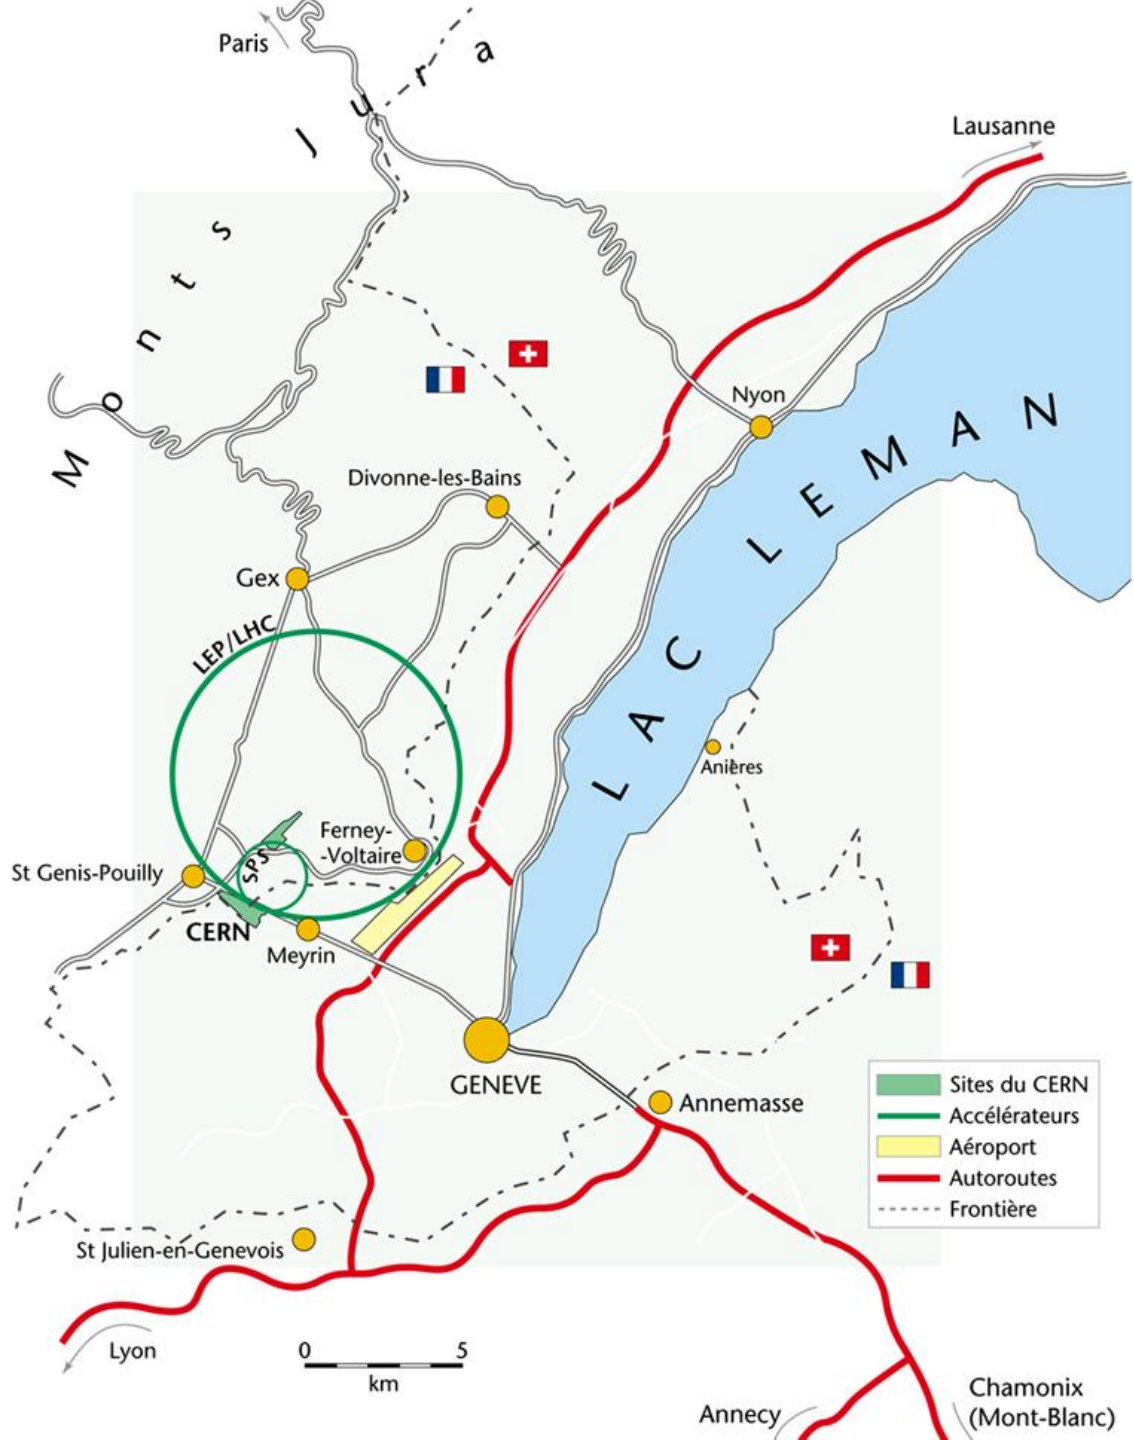 Paris
Monts Jura
Lausanne
Nyon
Divonne-les-Bains
Gex
LAC LEMAN
LEP/LHC
Anières
Ferney-
-Voltaire
SPS
St Genis-Pouilly
CERN
Meyrin
GENEVE
Annemasse
Sites du CERN
Accélérateurs
Aéroport
Autoroutes
Frontière
St Julien-en-Genevois
Lyon
0 5
km
Annecy
Chamonix
(Mont-Blanc)